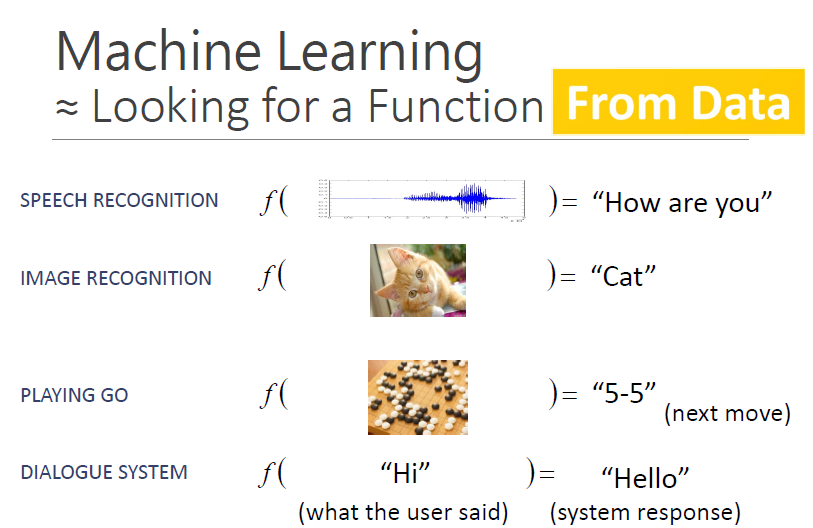 Machine Learning
≈ Looking for a Function From Data
SPEECH RECOGNITION f( )= “How are you”
IMAGE RECOGNITION f( )= “Cat”
PLAYING GO f( )= “5-5”
(next move)
DIALOGUE SYSTEM f( “Hi” )= “Hello”
(what the user said) (system response)